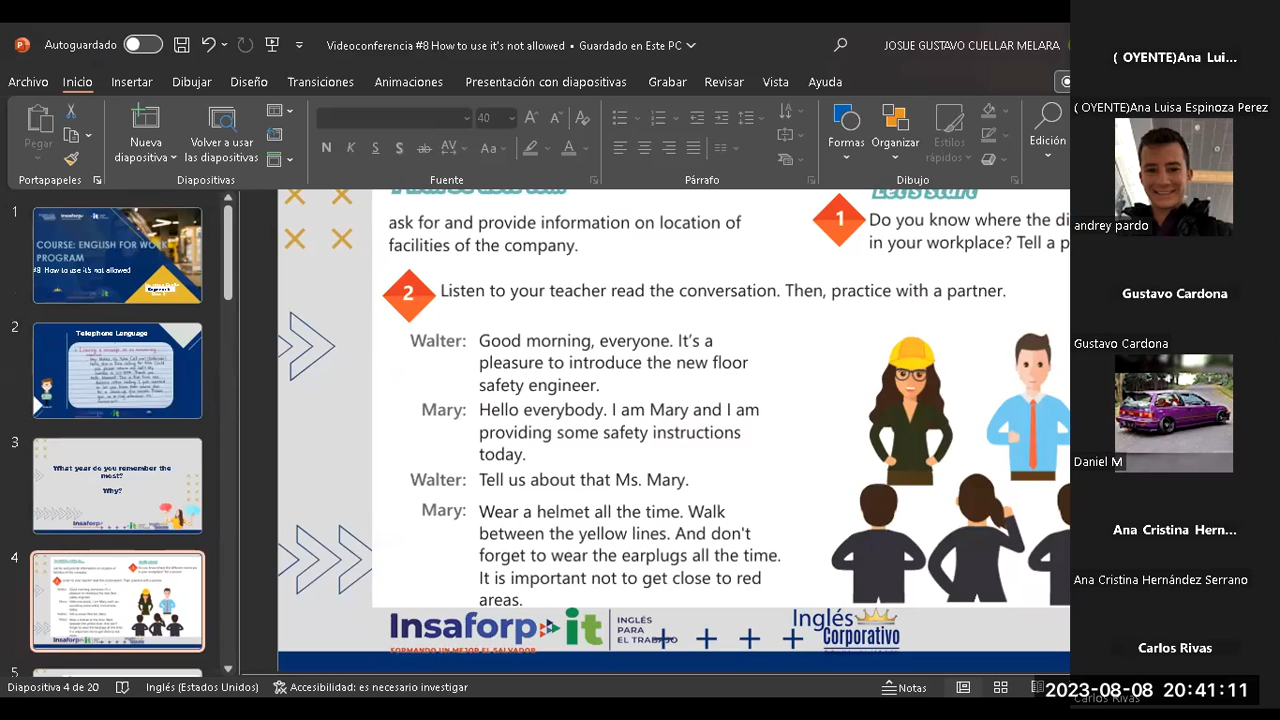 Autoguardado
Videoconferencia #8 How to use it's not allowed • Guardado en Este PC
JOSUE GUSTAVO CUELLAR MELARA
Archivo Inicio Insertar Dibujar Diseño Transiciones Animaciones Presentación con diapositivas Grabar Revisar Vista Ayuda
Pegar
Nueva diapositiva
Volver a usar las diapositivas
40
N K S S ab AV Aa A
Formas
Organizar
Estilos rápidos
Edición
Portapapeles
Diapositivas
Fuente
Párrafo
Dibujo
1
COURSE: ENGLISH FOR WORK
PROGRAM
#8 How to use it's not allowed
2
Telephone Language
3
What year do you remember the
most?
Why?
4
5
Let's start
ask for and provide information on location of
facilities of the company.
1
Do you know where the di
in your workplace? Tell a p
2
Listen to your teacher read the conversation. Then, practice with a partner.
Walter: Good morning, everyone. It's a
pleasure to introduce the new floor
safety engineer.
Mary: Hello everybody. I am Mary and I am
providing some safety instructions
today.
Walter: Tell us about that Ms. Mary.
Mary: Wear a helmet all the time. Walk
between the yellow lines. And don't
forget to wear the earplugs all the time.
It is important not to get close to red
areas.
Insaforp it
FORMANDO UN MEJOR EL SALVADOR
INGLÉS
PARA
EL TRABAJO
Inglés
Corporativo
Diapositiva 4 de 20
Inglés (Estados Unidos)
Accesibilidad: es necesario investigar
Notas
( OYENTE)Ana Lui...
( OYENTE)Ana Luisa Espinoza Perez
andrey pardo
Gustavo Cardona
Gustavo Cardona
Daniel M
Ana Cristina Hern...
Ana Cristina Hernández Serrano
Carlos Rivas
Carlos Rivas
2023-08-08 20:41:11